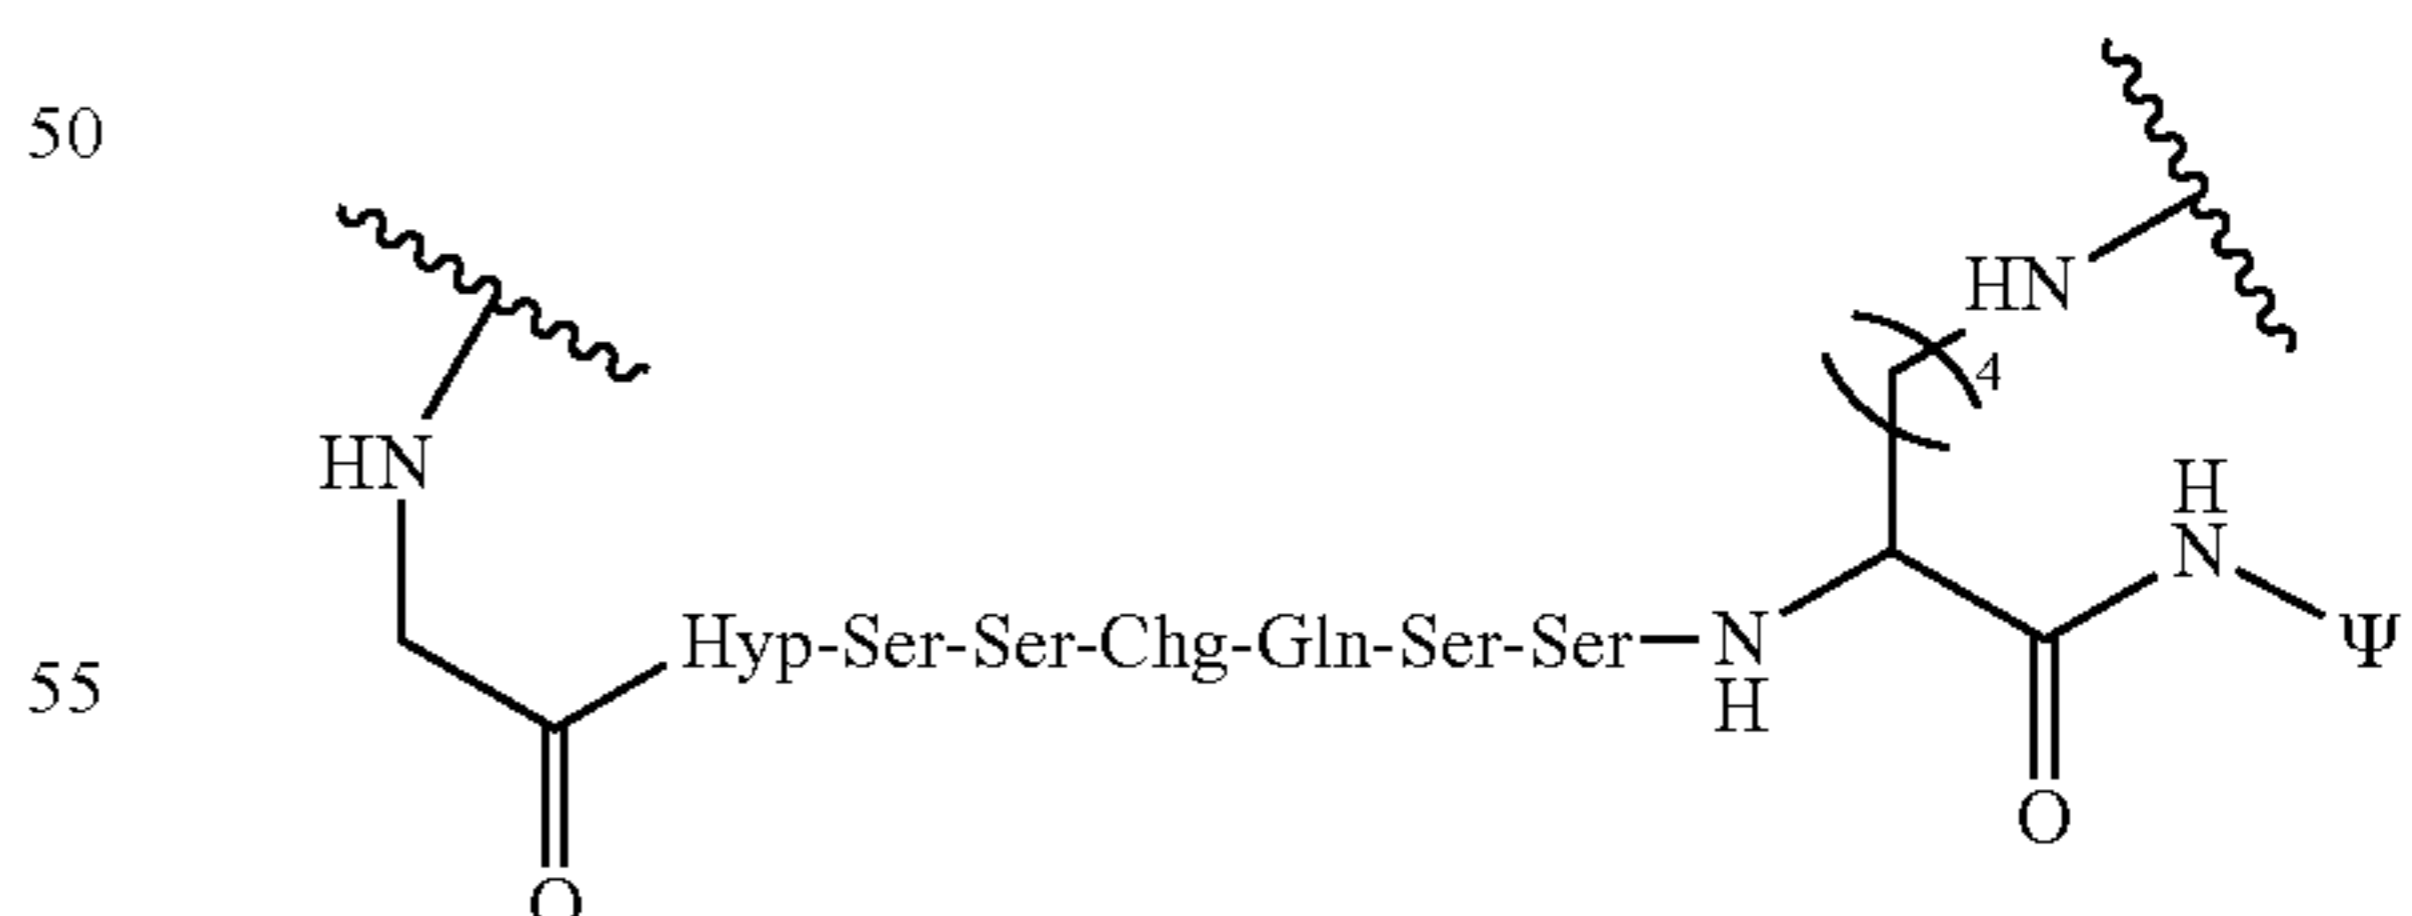 50
HN
4
HN
H
N
55
Hyp-Ser-Ser-Chg-Gln-Ser-Ser—N
H
Ψ
O
O